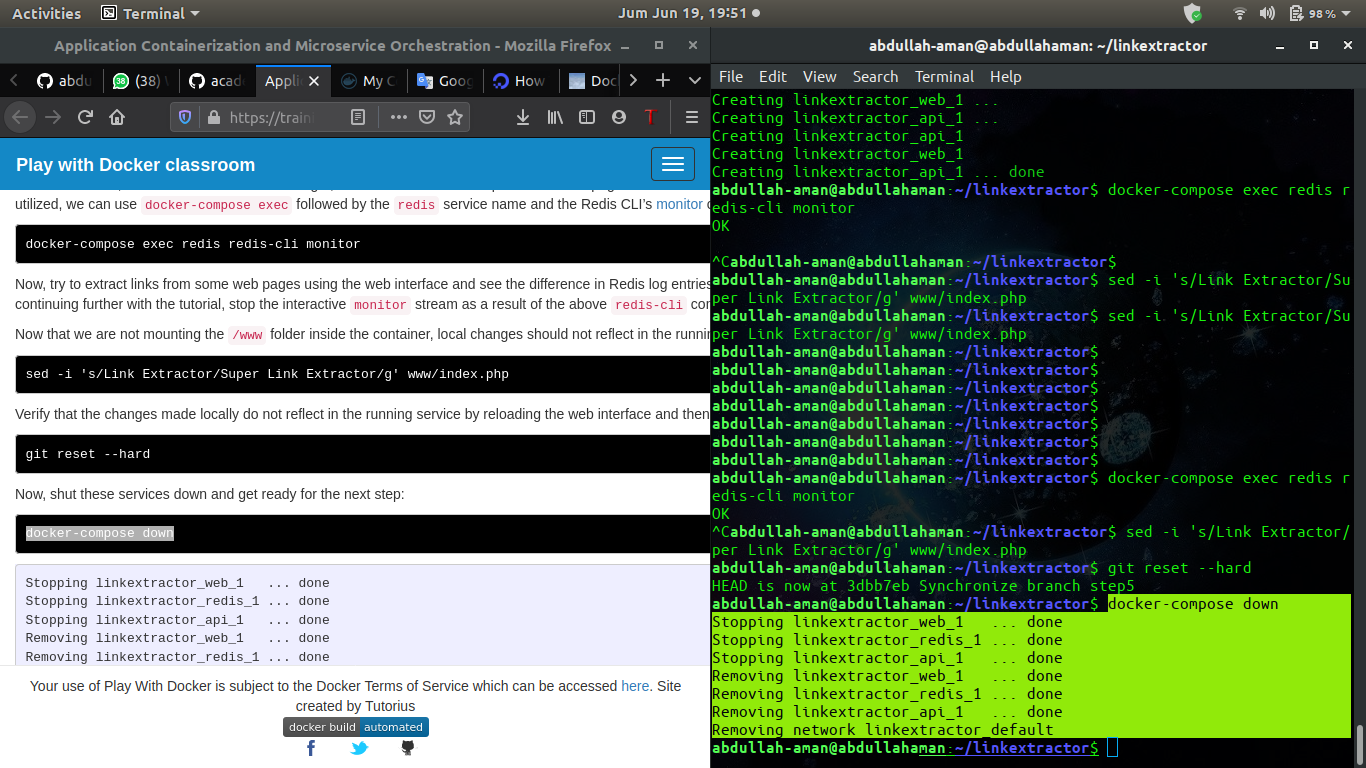 Activities Terminal Jum Jun 19, 19:51 98 %
Application Containerization and Microservice Orchestration - Mozilla Firefox
abdu (38) acad Applic My C Goog How Doc
https://train
Play with Docker classroom
utilized, we can use docker-compose exec followed by the redis service name and the Redis CLI's monitor
docker-compose exec redis redis-cli monitor
Now, try to extract links from some web pages using the web interface and see the difference in Redis log entries
continuing further with the tutorial, stop the interactive monitor stream as a result of the above redis-cli
Now that we are not mounting the /www folder inside the container, local changes should not reflect in the
sed -i 's/Link Extractor/Super Link Extractor/g' www/index.php
Verify that the changes made locally do not reflect in the running service by reloading the web interface and then
git reset --hard
Now, shut these services down and get ready for the next step:
docker-compose down
Stopping linkextractor_web_1   ... done
Stopping linkextractor_redis_1 ... done
Stopping linkextractor_api_1   ... done
Removing linkextractor_web_1   ... done
Removing linkextractor_redis_1 ... done
Your use of Play With Docker is subject to the Docker Terms of Service which can be accessed here. Site
created by Tutorius
docker build automated
abdullah-aman@abdullahaman: ~/linkextractor
File Edit View Search Terminal Help
Creating linkextractor_web_1 ...
Creating linkextractor_api_1 ...
Creating linkextractor_api_1
Creating linkextractor_web_1
Creating linkextractor_api_1 ... done
abdullah-aman@abdullahaman:~/linkextractor$ docker-compose exec redis r
edis-cli monitor
OK
^Cabdullah-aman@abdullahaman:~/linkextractor$
abdullah-aman@abdullahaman:~/linkextractor$ sed -i 's/Link Extractor/Su
per Link Extractor/g' www/index.php
abdullah-aman@abdullahaman:~/linkextractor$ sed -i 's/Link Extractor/Su
per Link Extractor/g' www/index.php
abdullah-aman@abdullahaman:~/linkextractor$
abdullah-aman@abdullahaman:~/linkextractor$
abdullah-aman@abdullahaman:~/linkextractor$
abdullah-aman@abdullahaman:~/linkextractor$
abdullah-aman@abdullahaman:~/linkextractor$
abdullah-aman@abdullahaman:~/linkextractor$
abdullah-aman@abdullahaman:~/linkextractor$
abdullah-aman@abdullahaman:~/linkextractor$ docker-compose exec redis r
edis-cli monitor
OK
^Cabdullah-aman@abdullahaman:~/linkextractor$ sed -i 's/Link Extractor/
per Link Extractor/g' www/index.php
abdullah-aman@abdullahaman:~/linkextractor$ git reset --hard
HEAD is now at 3dbb7eb Synchronize branch step5
abdullah-aman@abdullahaman:~/linkextractor$ docker-compose down
Stopping linkextractor_web_1   ... done
Stopping linkextractor_redis_1 ... done
Stopping linkextractor_api_1   ... done
Removing linkextractor_web_1   ... done
Removing linkextractor_redis_1 ... done
Removing linkextractor_api_1   ... done
Removing network linkextractor_default
abdullah-aman@abdullahaman:~/linkextractor$